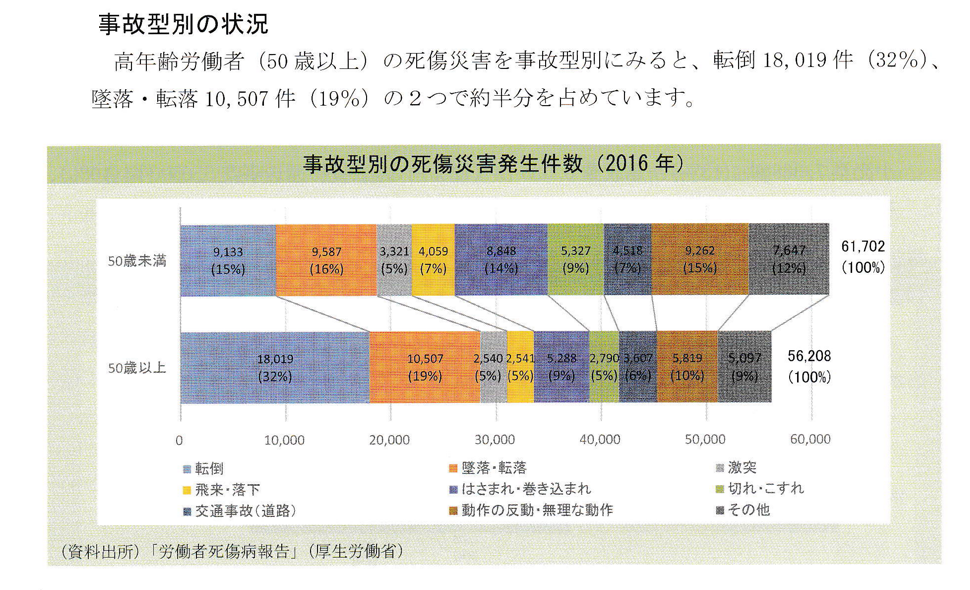 事故型別の状況
高年齢労働者（50歳以上）の死傷災害を事故型別にみると、転倒18,019件（32%）、
墜落・転落10,507件（19%）の２つで約半分を占めています。
事故型別の死傷災害発生件数（2016年）
50歳未満
9,133 9,587 3,321 4,059 8,848 5,327 4,518 9,262 7,647 61,702
(15%) (16%) (5%) (7%) (14%) (9%) (7%) (15%) (12%) (100%)
50歳以上
18,019 10,507 2,540 2,541 5,288 2,790 3,607 5,819 5,097 56,208
(32%) (19%) (5%) (5%) (9%) (5%) (6%) (10%) (9%) (100%)
0 10,000 20,000 30,000 40,000 50,000 60,000
転倒 墜落・転落 激突
飛来・落下 はさまれ・巻き込まれ 切れ・こすれ
交通事故（道路） 動作の反動・無理な動作 その他
（資料出所）「労働者死傷病報告」（厚生労働省）